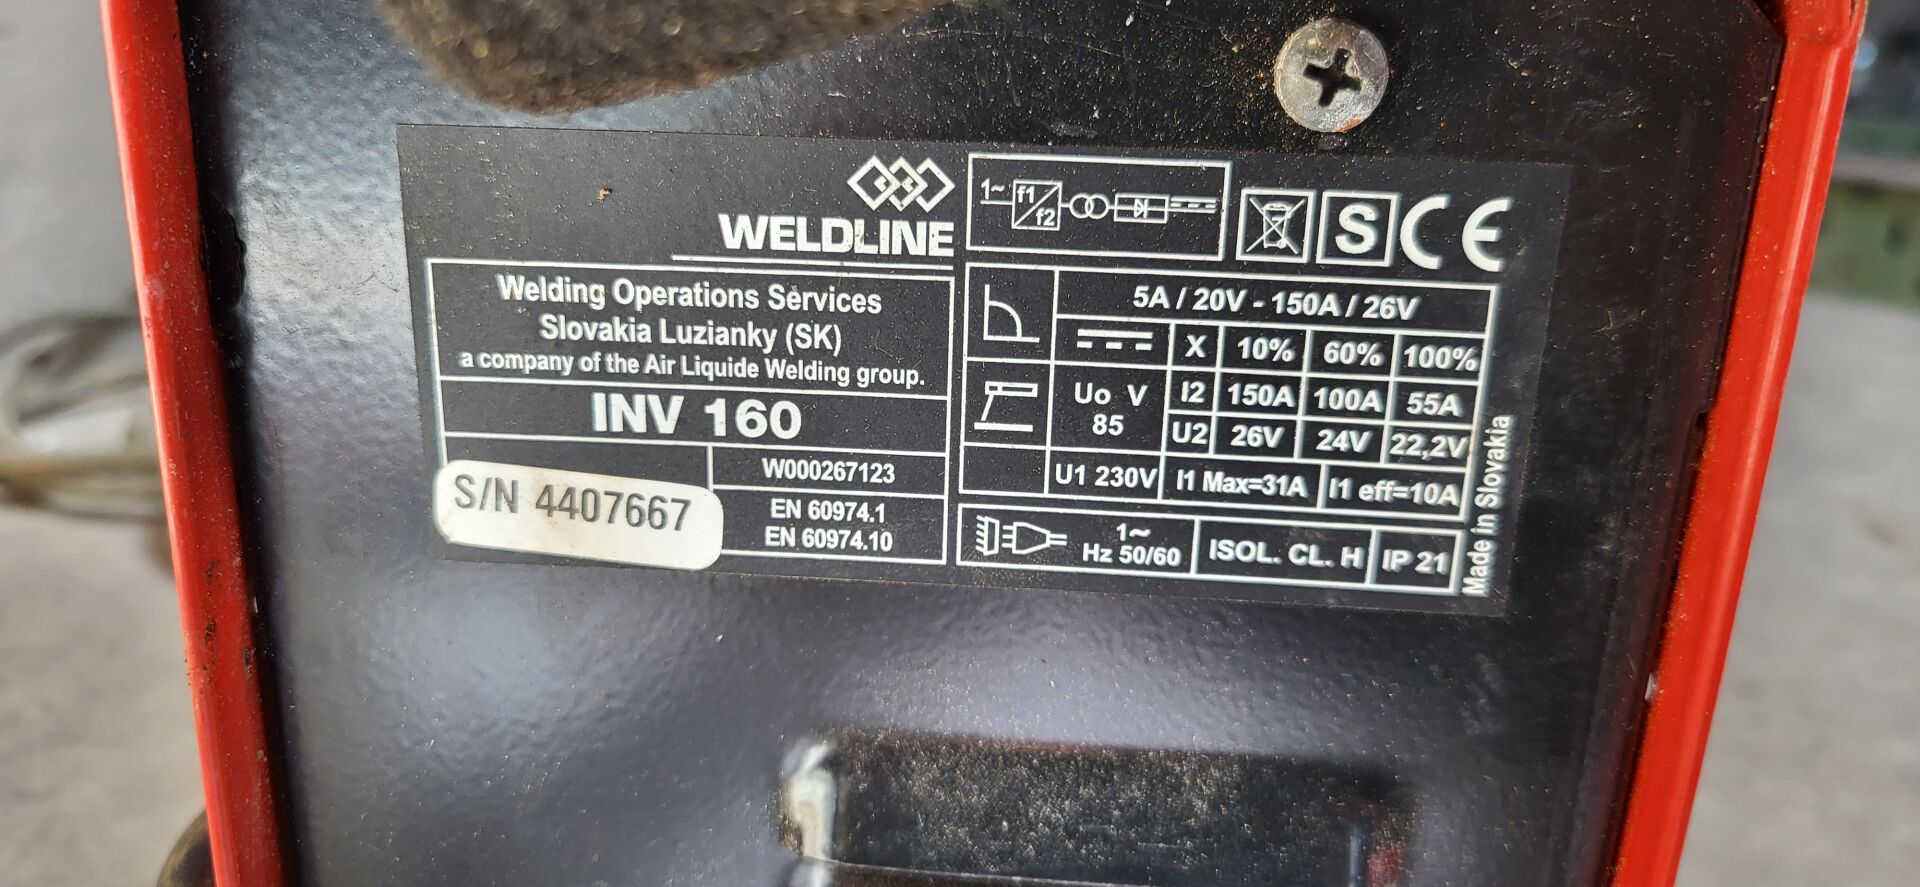 WELDLINE
Welding Operations Services
Slovakia Luzianky (SK)
a company of the Air Liquide Welding group.
INV 160
W000267123
S/N 4407667
EN 60974.1
EN 60974.10
1~ f1 f2
S CE
5A / 20V - 150A / 26V
X 10% 60% 100%
Uo V 85
I2 150A 100A 55A
U2 26V 24V 22,2V
U1 230V I1 Max=31A I1 eff=10A
1~
Hz 50/60 ISOL. CL. H IP 21
Made in Slovakia